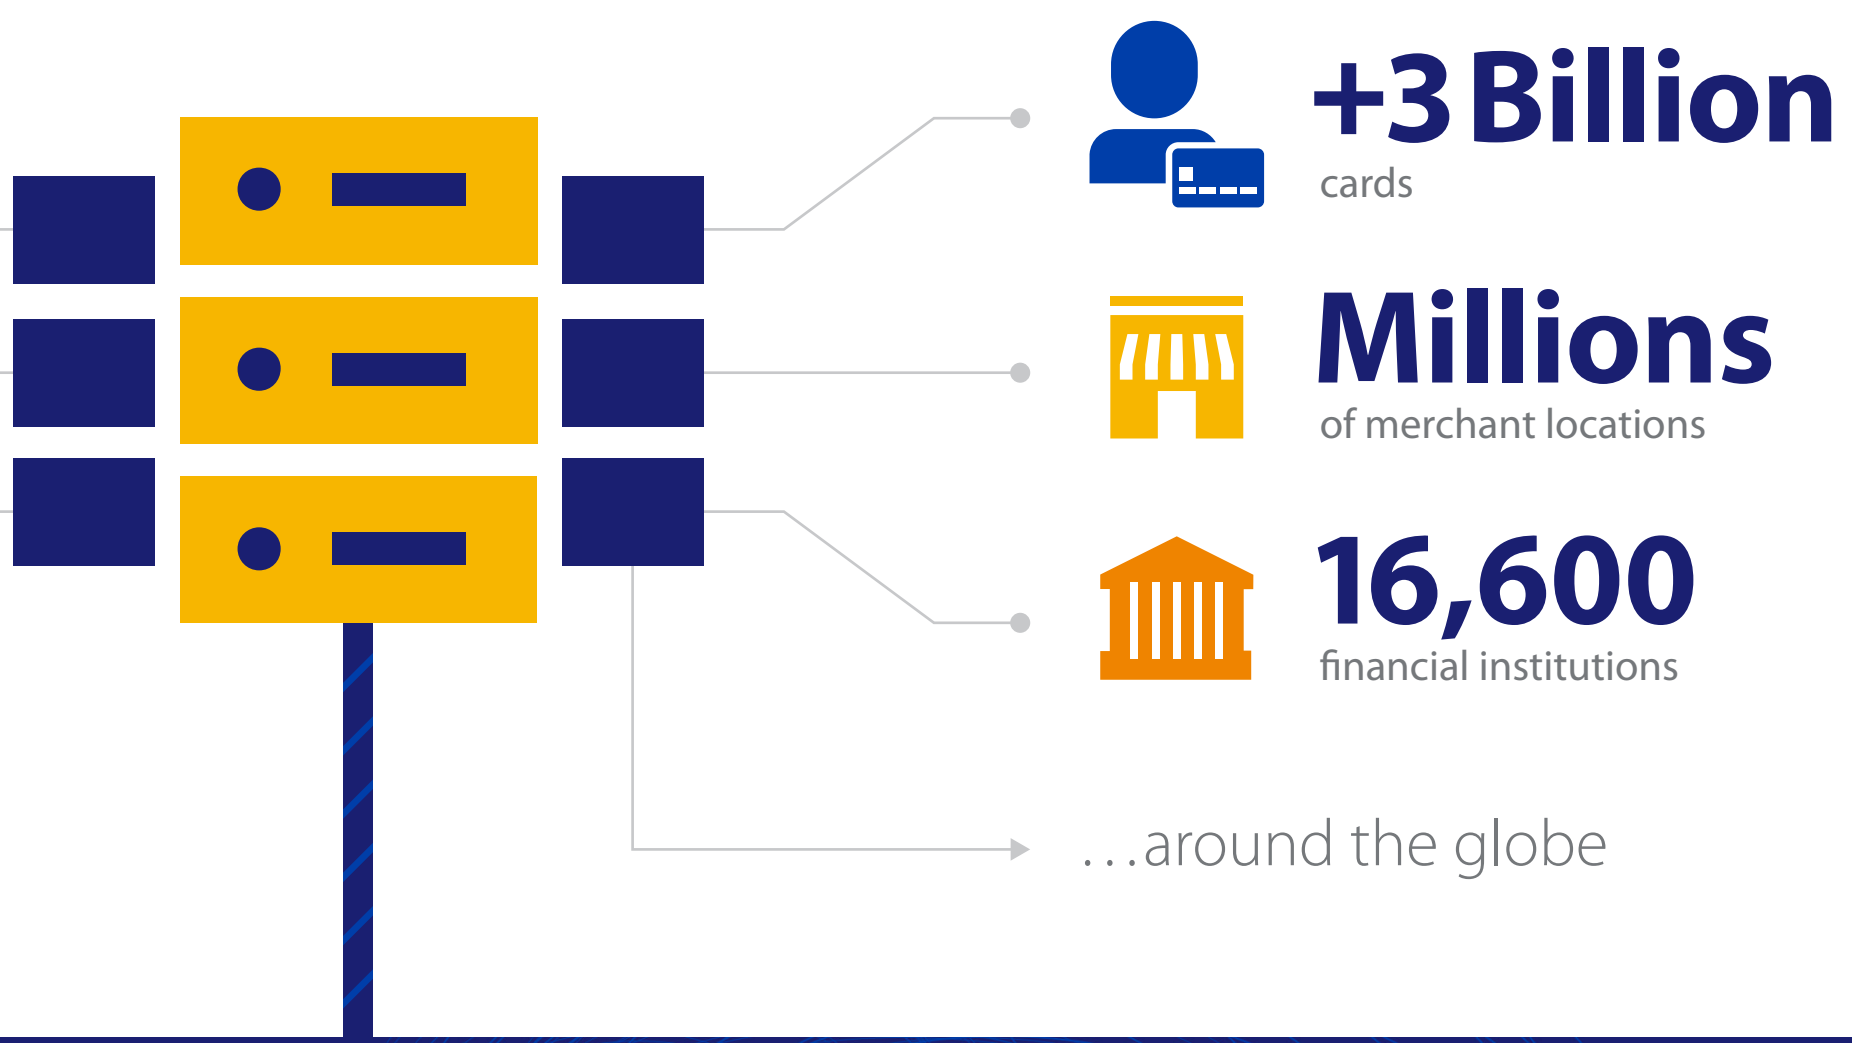 +3 Billion
cards
Millions
of merchant locations
16,600
financial institutions
…around the globe